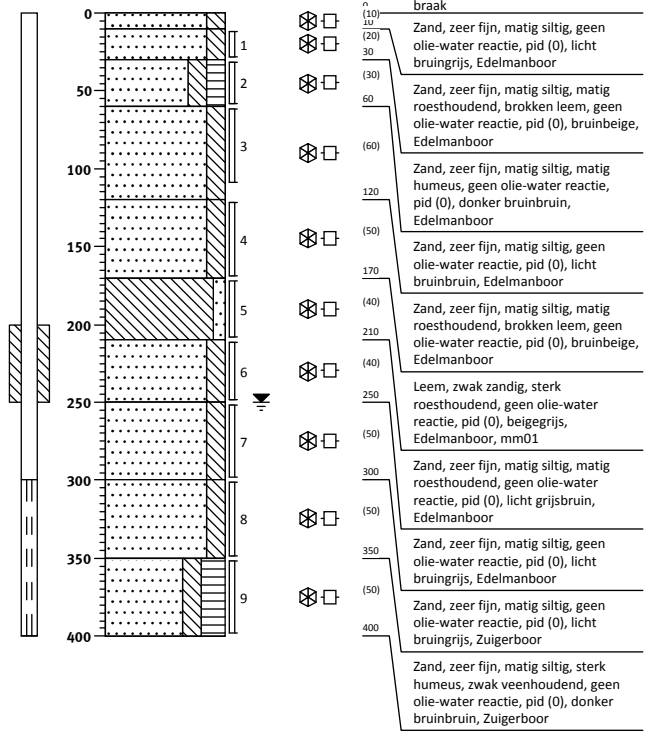 braak
0
0
(10)
10
Zand, zeer fijn, matig siltig, geen
olie-water reactie, pid (0), licht
bruingrijs, Edelmanboor
1
(20)
30
2
50
(30)
60
Zand, zeer fijn, matig siltig, matig
roesthoudend, brokken leem, geen
olie-water reactie, pid (0), bruinbeige,
Edelmanboor
3
100
(60)
120
Zand, zeer fijn, matig siltig, matig
humeus, geen olie-water reactie,
pid (0), donker bruinbruin,
Edelmanboor
4
150
(50)
170
Zand, zeer fijn, matig siltig, geen
olie-water reactie, pid (0), licht
bruinbruin, Edelmanboor
5
200
(40)
210
Zand, zeer fijn, matig siltig, matig
roesthoudend, brokken leem, geen
olie-water reactie, pid (0), bruinbeige,
Edelmanboor
6
250
(40)
250
Leem, zwak zandig, sterk
roesthoudend, geen olie-water
reactie, pid (0), beigegrijs,
Edelmanboor, mm01
7
300
(50)
300
Zand, zeer fijn, matig siltig, matig
roesthoudend, geen olie-water
reactie, pid (0), licht grijsbruin,
Edelmanboor
8
350
(50)
350
Zand, zeer fijn, matig siltig, geen
olie-water reactie, pid (0), licht
bruingrijs, Edelmanboor
9
400
(50)
400
Zand, zeer fijn, matig siltig, geen
olie-water reactie, pid (0), licht
bruingrijs, Zuigerboor
Zand, zeer fijn, matig siltig, sterk
humeus, zwak veenhoudend, geen
olie-water reactie, pid (0), donker
bruinbruin, Zuigerboor